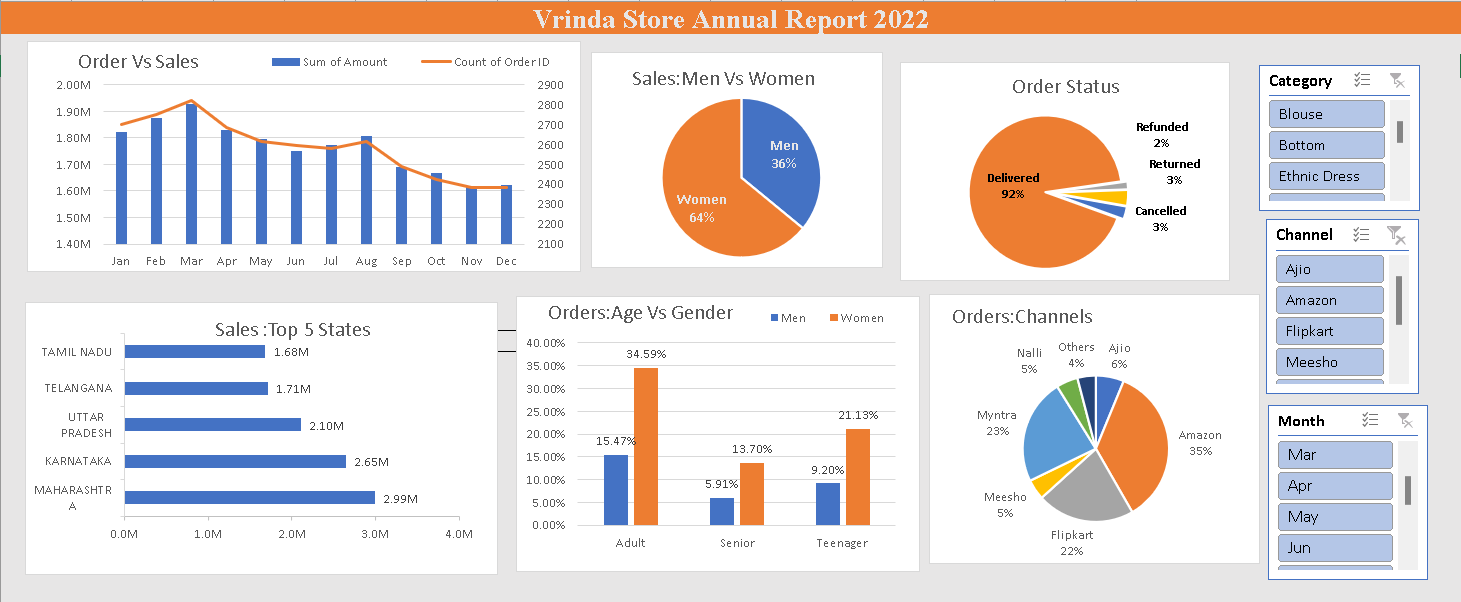 Vrinda Store Annual Report 2022
Order Vs Sales
Sum of Amount
Count of Order ID
2.00M
1.90M
1.80M
1.70M
1.60M
1.50M
1.40M
2900
2800
2700
2600
2500
2400
2300
2200
2100
Jan Feb Mar Apr May Jun Jul Aug Sep Oct Nov Dec
Sales:Men Vs Women
Men
36%
Women
64%
Order Status
Refunded
2%
Returned
3%
Delivered
92%
Cancelled
3%
Category
Blouse
Bottom
Ethnic Dress
Channel
Ajio
Amazon
Flipkart
Meesho
Month
Mar
Apr
May
Jun
Sales :Top 5 States
TAMIL NADU
1.68M
TELANGANA
1.71M
UTTAR
PRADESH
2.10M
KARNATAKA
2.65M
MAHARASHTR
A
2.99M
0.0M 1.0M 2.0M 3.0M 4.0M
Orders:Age Vs Gender
Men
Women
40.00%
35.00%
30.00%
25.00%
20.00%
15.00%
10.00%
5.00%
0.00%
15.47%
34.59%
5.91%
13.70%
9.20%
21.13%
Adult Senior Teenager
Orders:Channels
Nalli
5%
Others
4%
Ajio
6%
Myntra
23%
Amazon
35%
Meesho
5%
Flipkart
22%